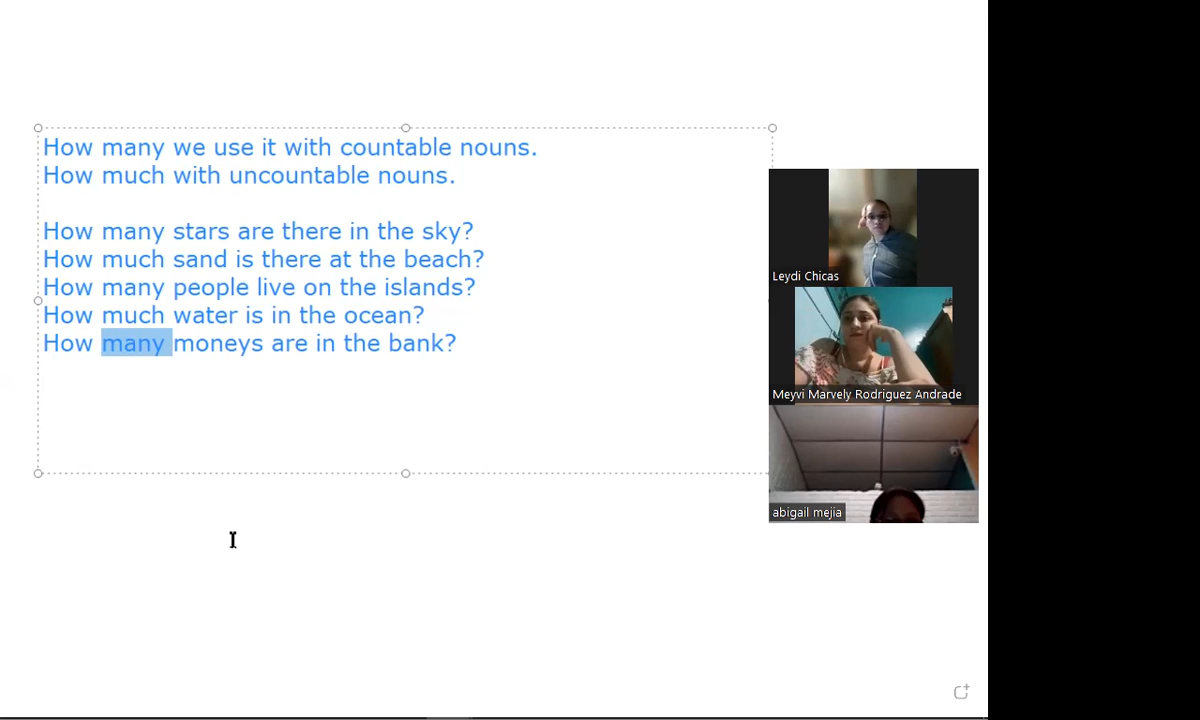 How many we use it with countable nouns.
How much with uncountable nouns.
How many stars are there in the sky?
How much sand is there at the beach?
How many people live on the islands?
How much water is in the ocean?
How many moneys are in the bank?
Leydi Chicas
Meyvi Marvely Rodriguez Andrade
abigail mejia